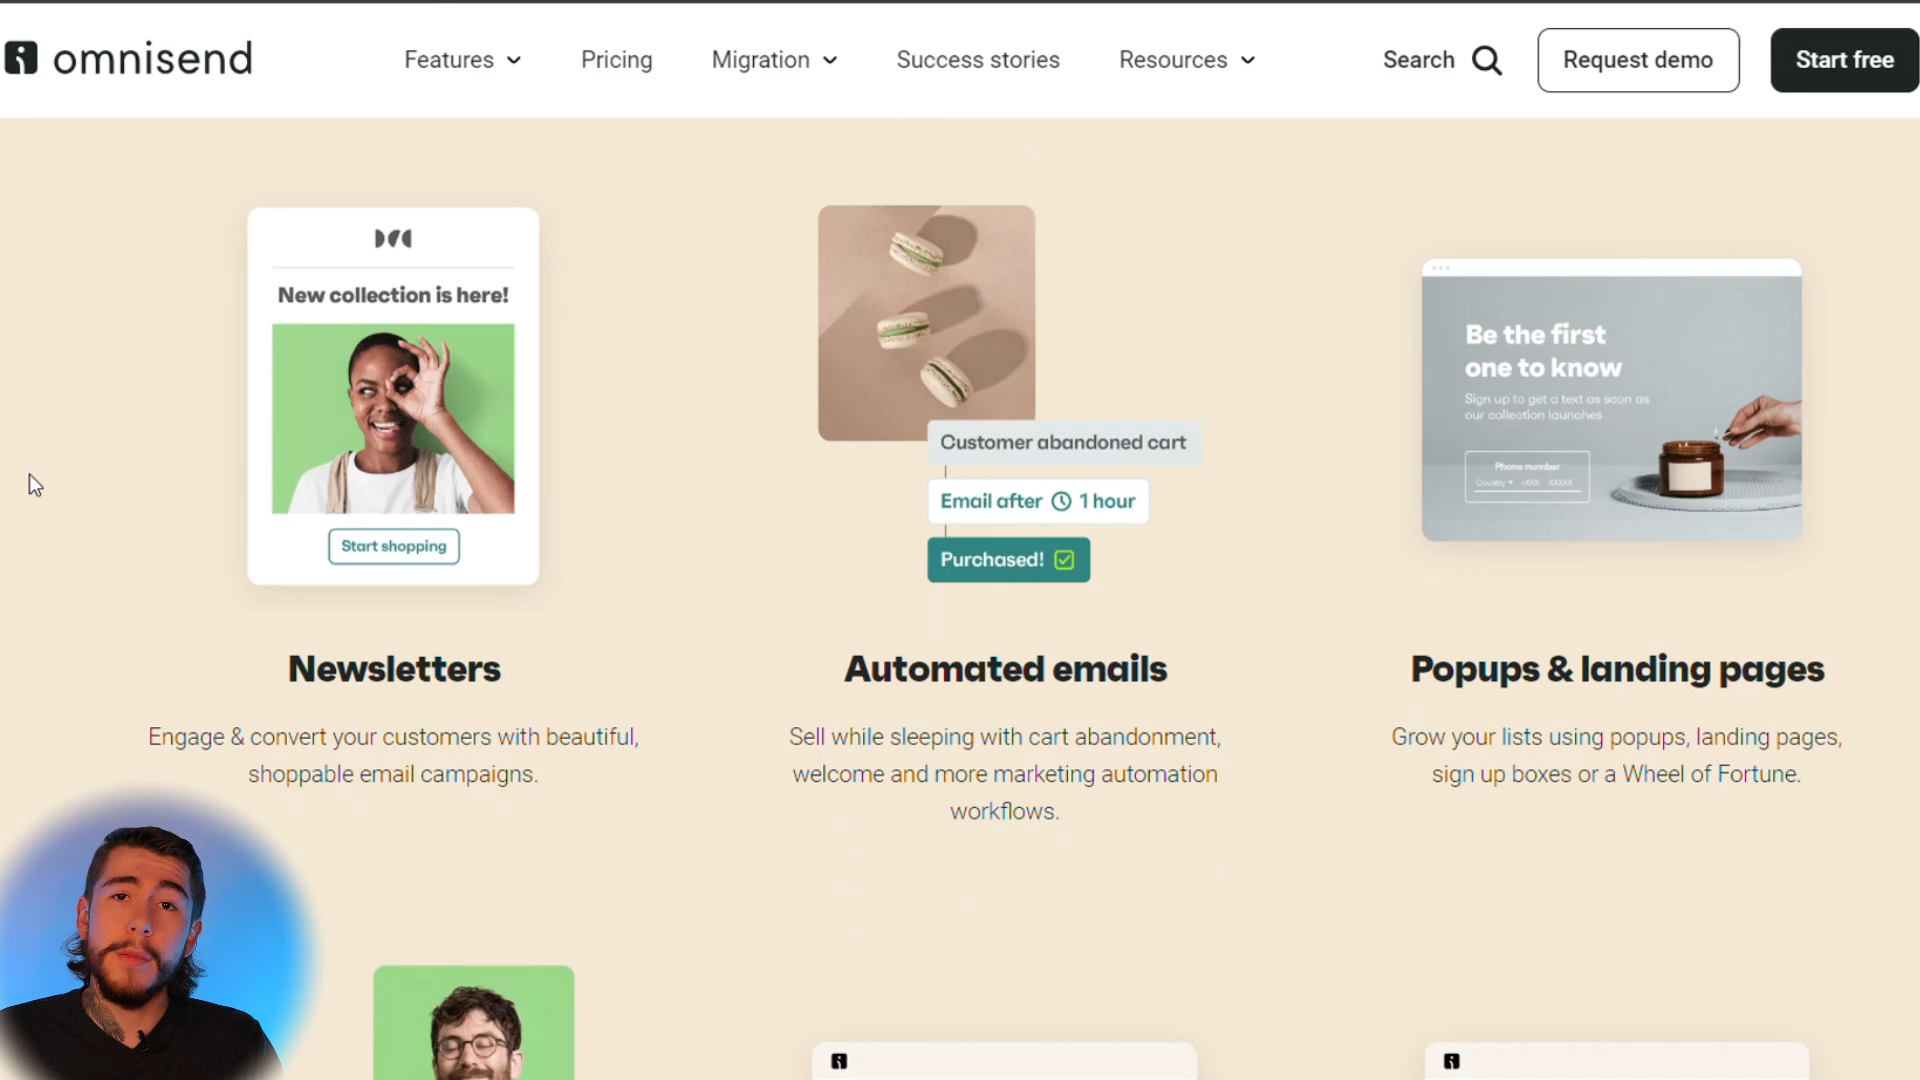 omnisend
Features
Pricing
Migration
Success stories
Resources
Search
Request demo
Start free
New collection is here!
Start shopping
Newsletters
Engage & convert your customers with beautiful,
shoppable email campaigns.
Customer abandoned cart
Email after 1 hour
Purchased!
Automated emails
Sell while sleeping with cart abandonment,
welcome and more marketing automation
workflows.
Be the first
one to know
Sign up to get a text as soon as
our collection launches
Phone number
Country +XXX XXXXX
Popups & landing pages
Grow your lists using popups, landing pages,
sign up boxes or a Wheel of Fortune.